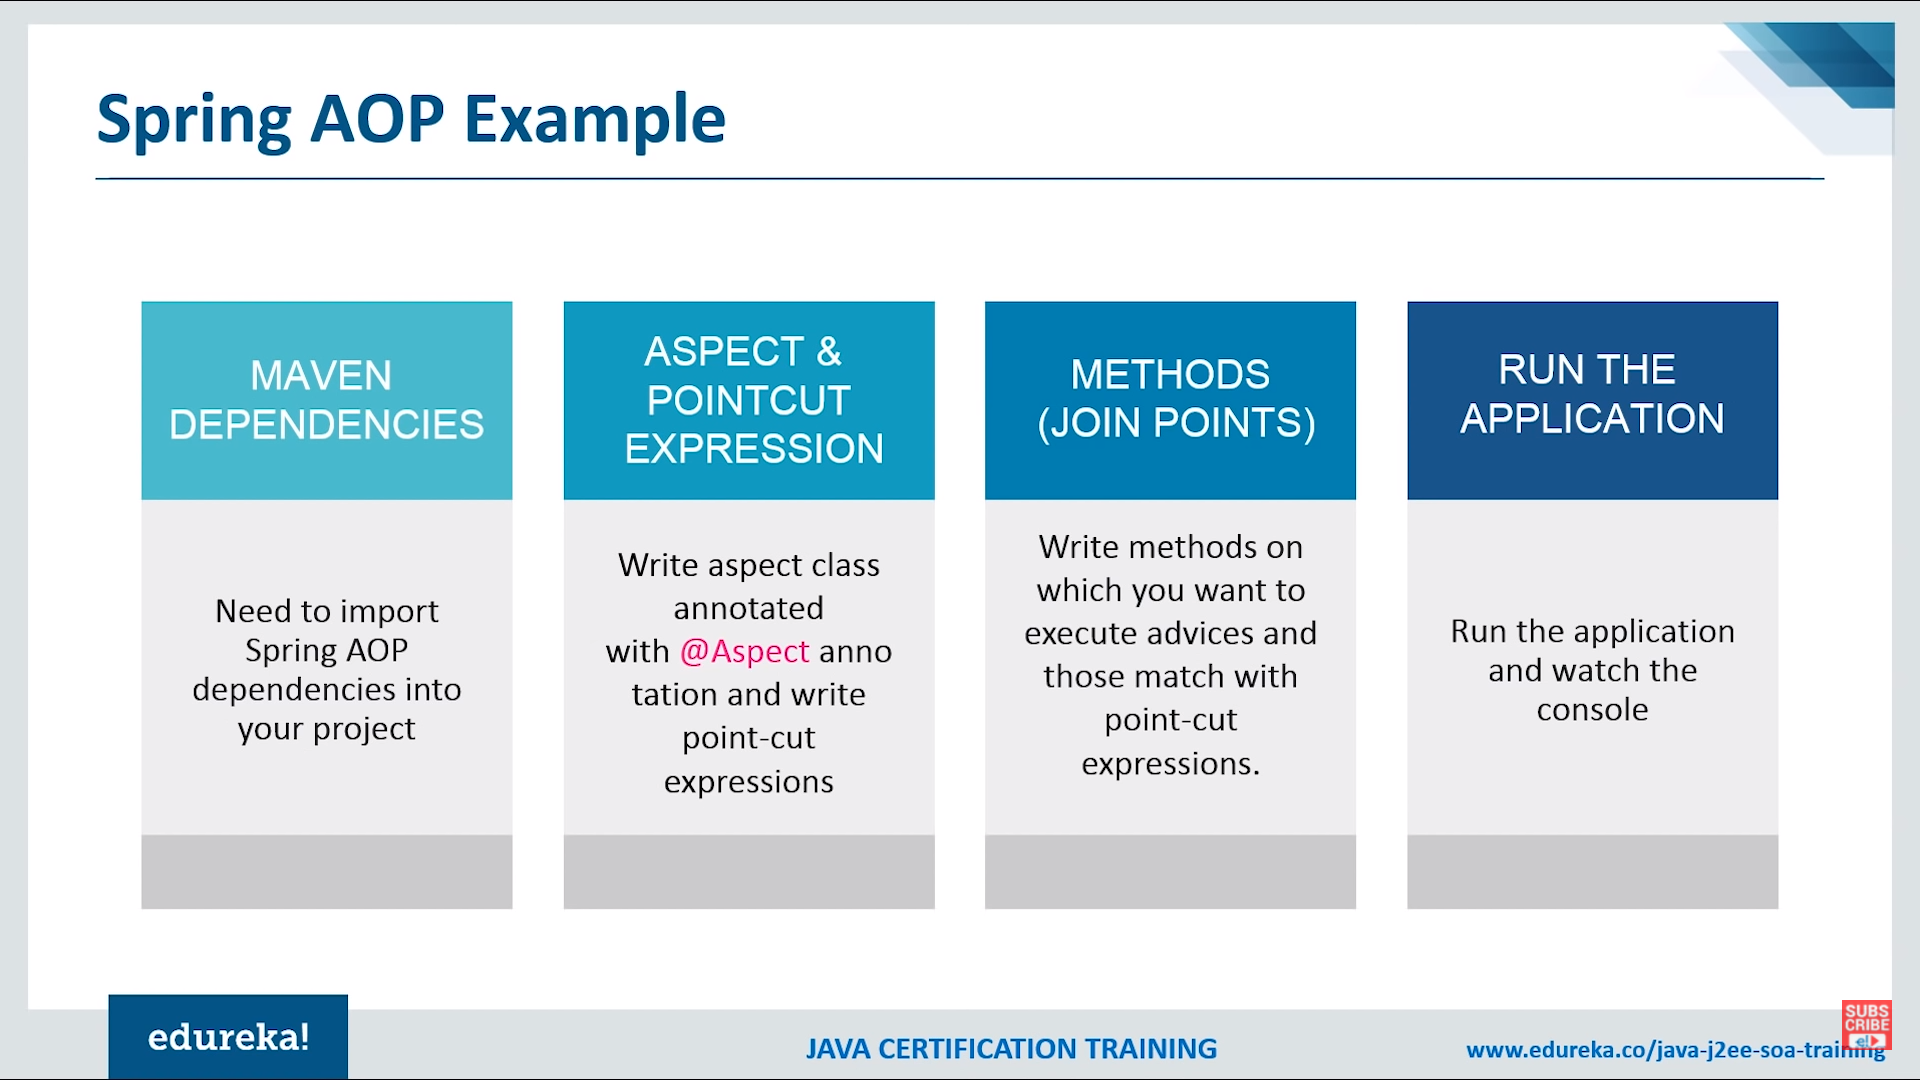 Spring AOP Example
MAVEN
DEPENDENCIES
Need to import
Spring AOP
dependencies into
your project
ASPECT &
POINTCUT
EXPRESSION
Write aspect class
annotated
with @Aspect anno
tation and write
point-cut
expressions
METHODS
(JOIN POINTS)
Write methods on
which you want to
execute advices and
those match with
point-cut
expressions.
RUN THE
APPLICATION
Run the application
and watch the
console
edureka!
JAVA CERTIFICATION TRAINING
www.edureka.co/java-j2ee-soa-training
SUBS
CRIBE
e!